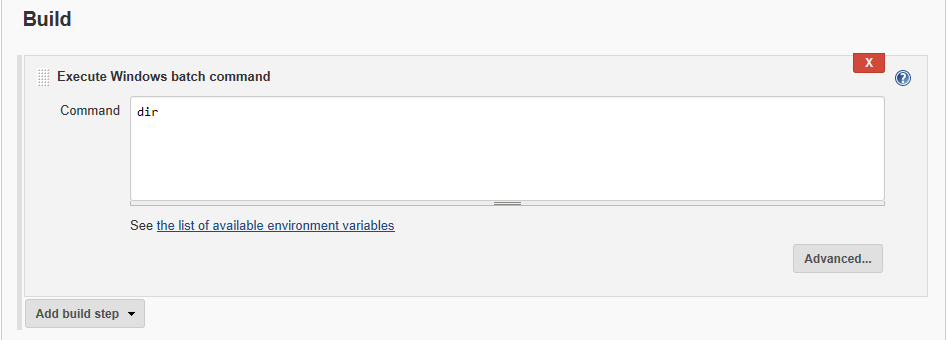 Build
X
Execute Windows batch command
?
Command
dir
See the list of available environment variables
Advanced...
Add build step